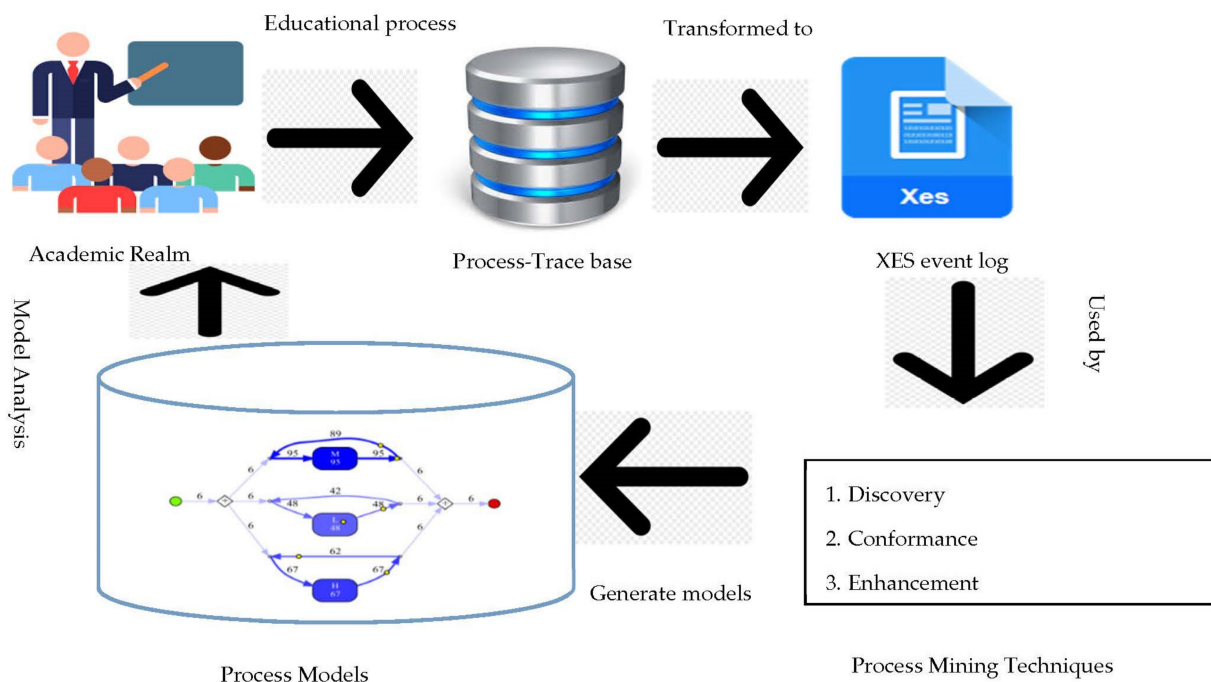 Educational process
Transformed to
Xes
Academic Realm
Process-Trace base
XES event log
Model Analysis
Used by
89
95
M
95
95
6
6
6
6
42
48
L
48
48
6
6
6
6
62
67
H
67
67
1. Discovery
2. Conformance
3. Enhancement
Generate models
Process Models
Process Mining Techniques